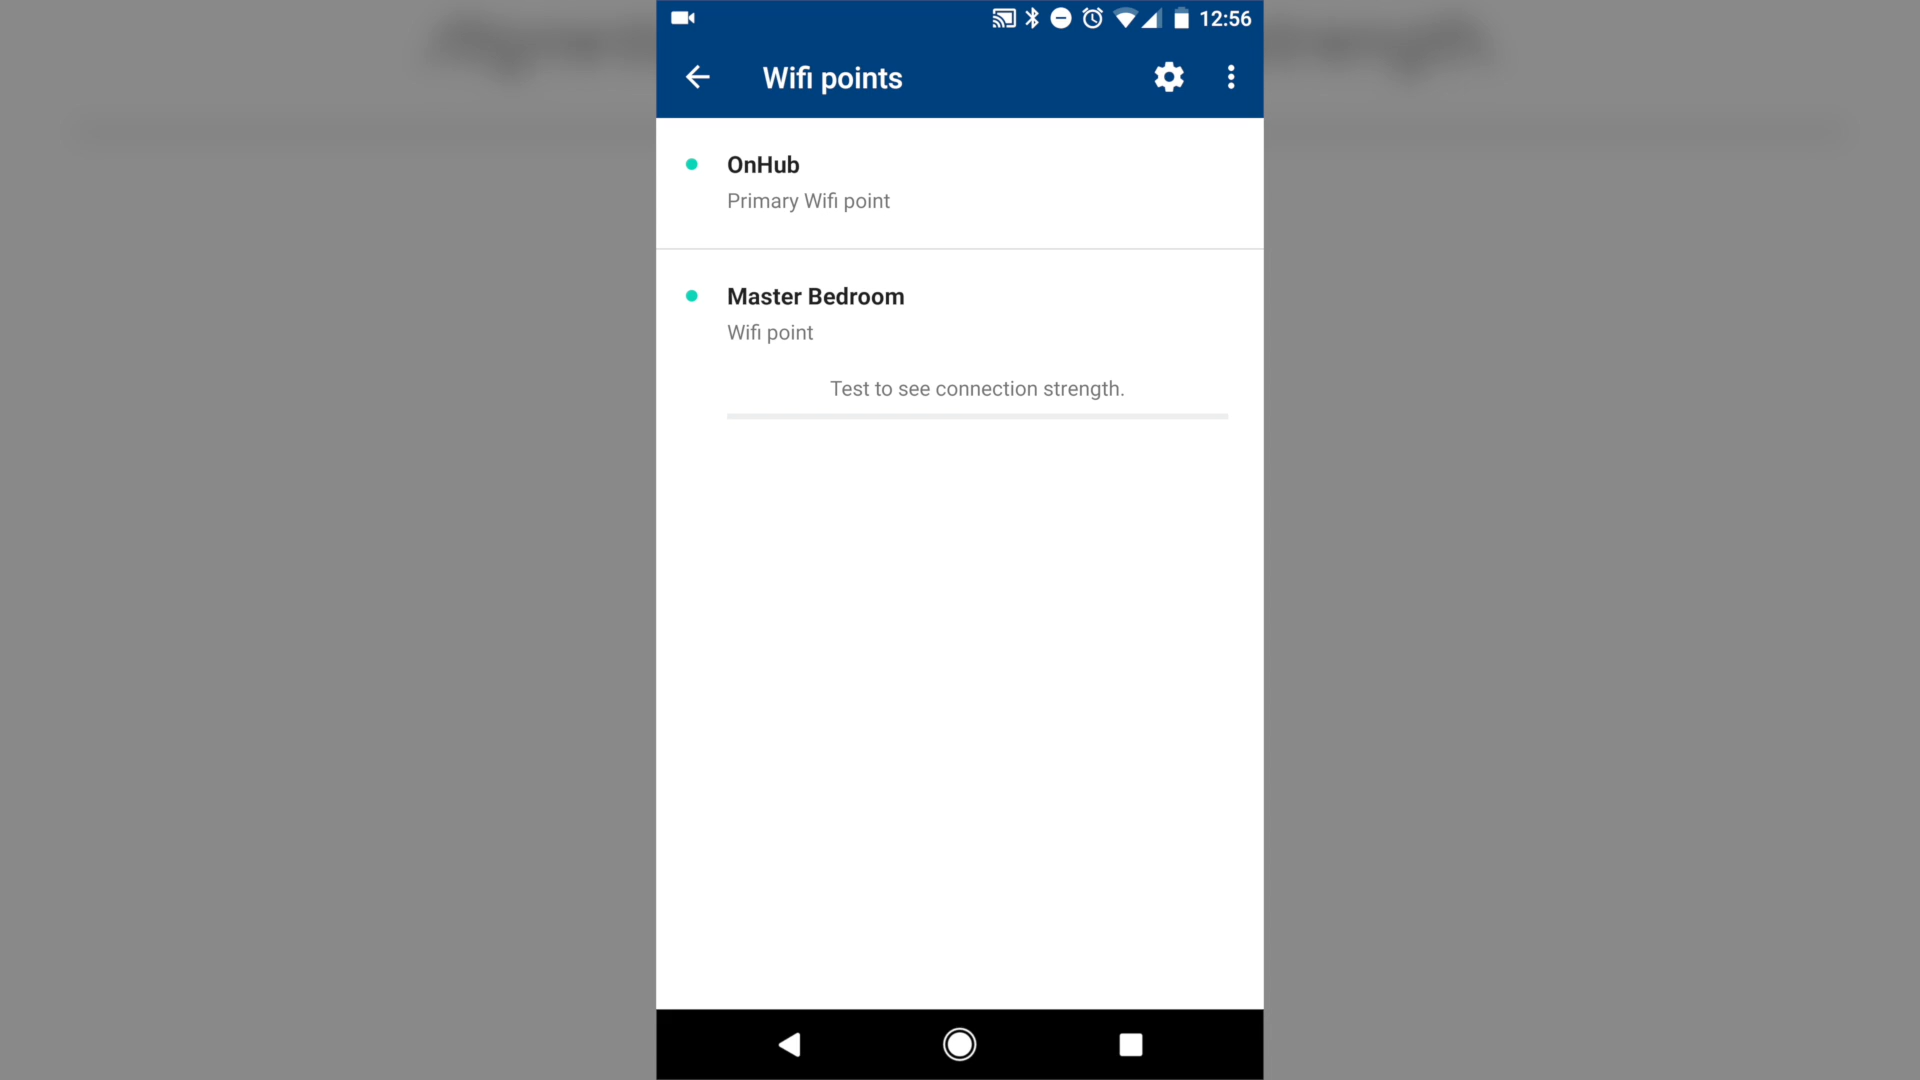 12:56
Wifi points
OnHub
Primary Wifi point
Master Bedroom
Wifi point
Test to see connection strength.